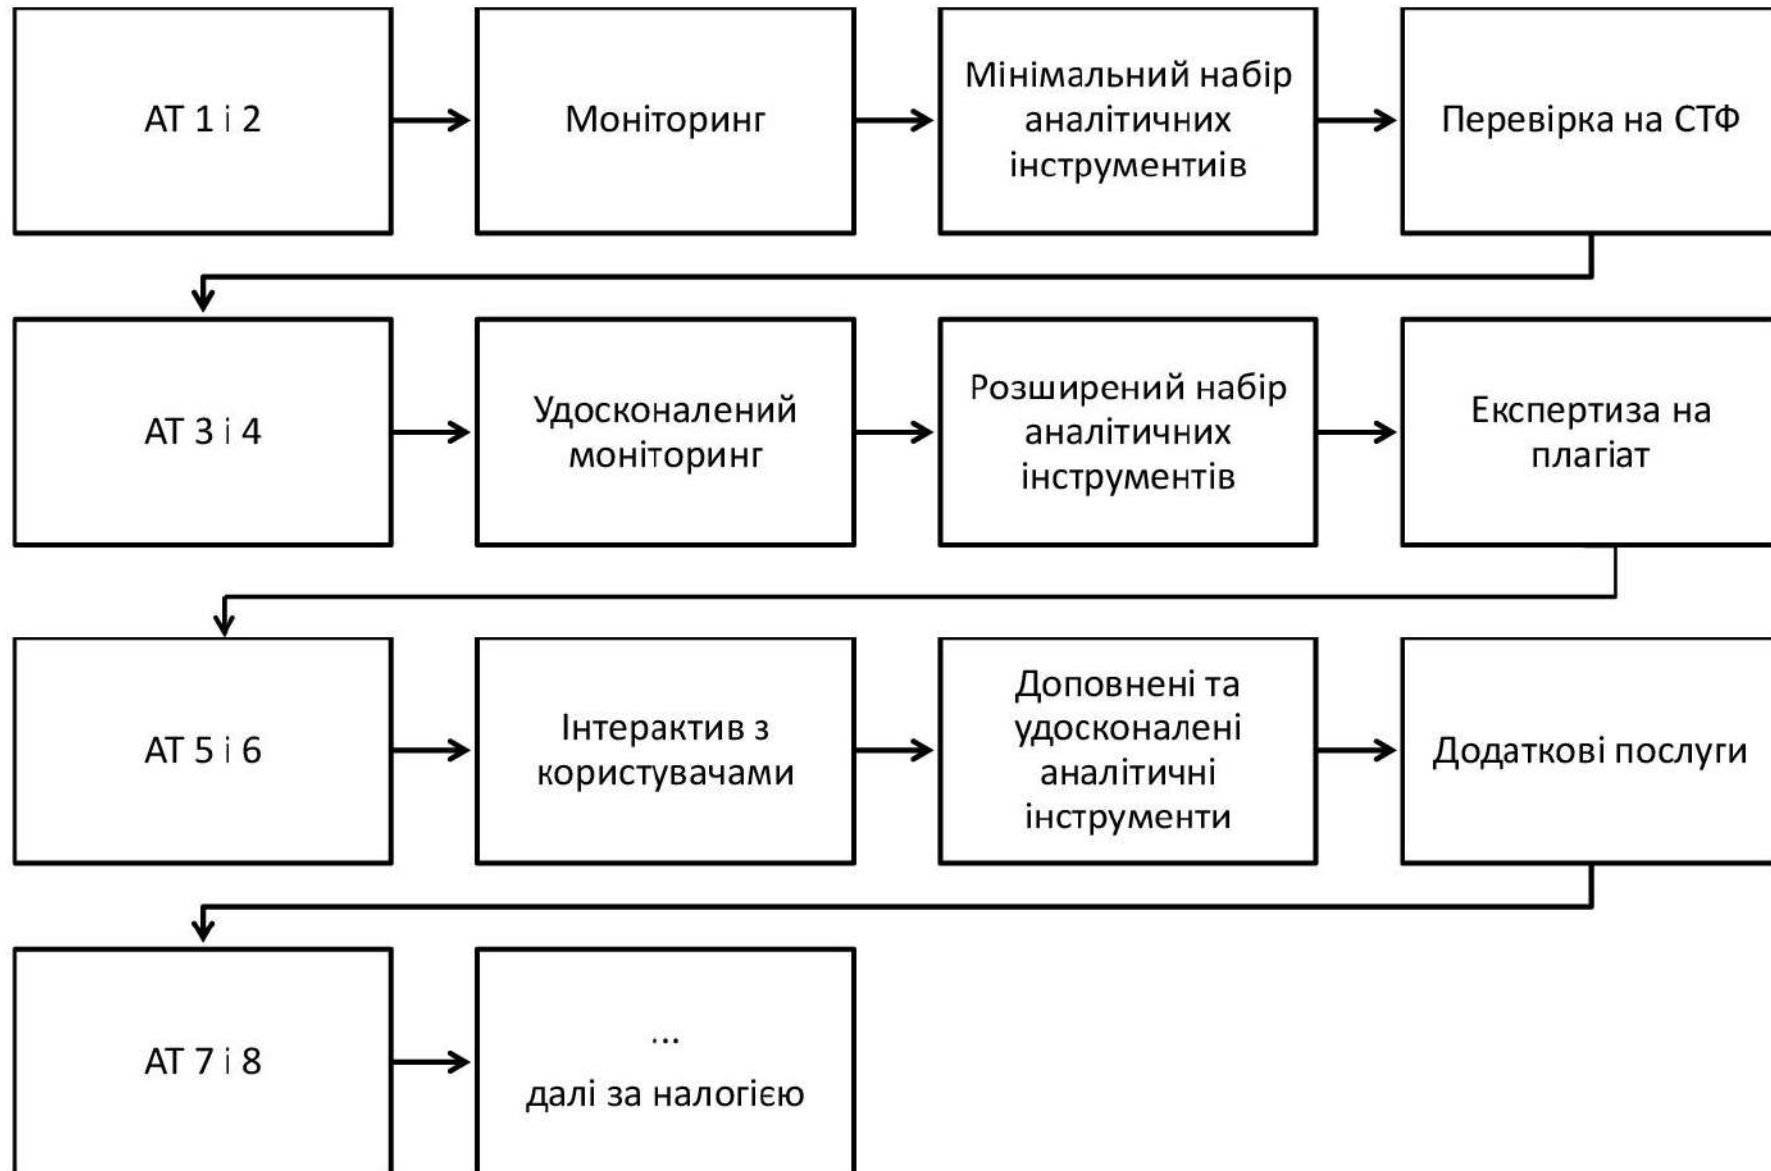 АТ 1 і 2
Моніторинг
Мінімальний набір
аналітичних
інструментиів
Перевірка на СТФ
АТ 3 і 4
Удосконалений
моніторинг
Розширений набір
аналітичних
інструментів
Експертиза на
плагіат
АТ 5 і 6
Інтерактив з
користувачами
Доповнені та
удосконалені
аналітичні
інструменти
Додаткові послуги
АТ 7 і 8
...
далі за налогією